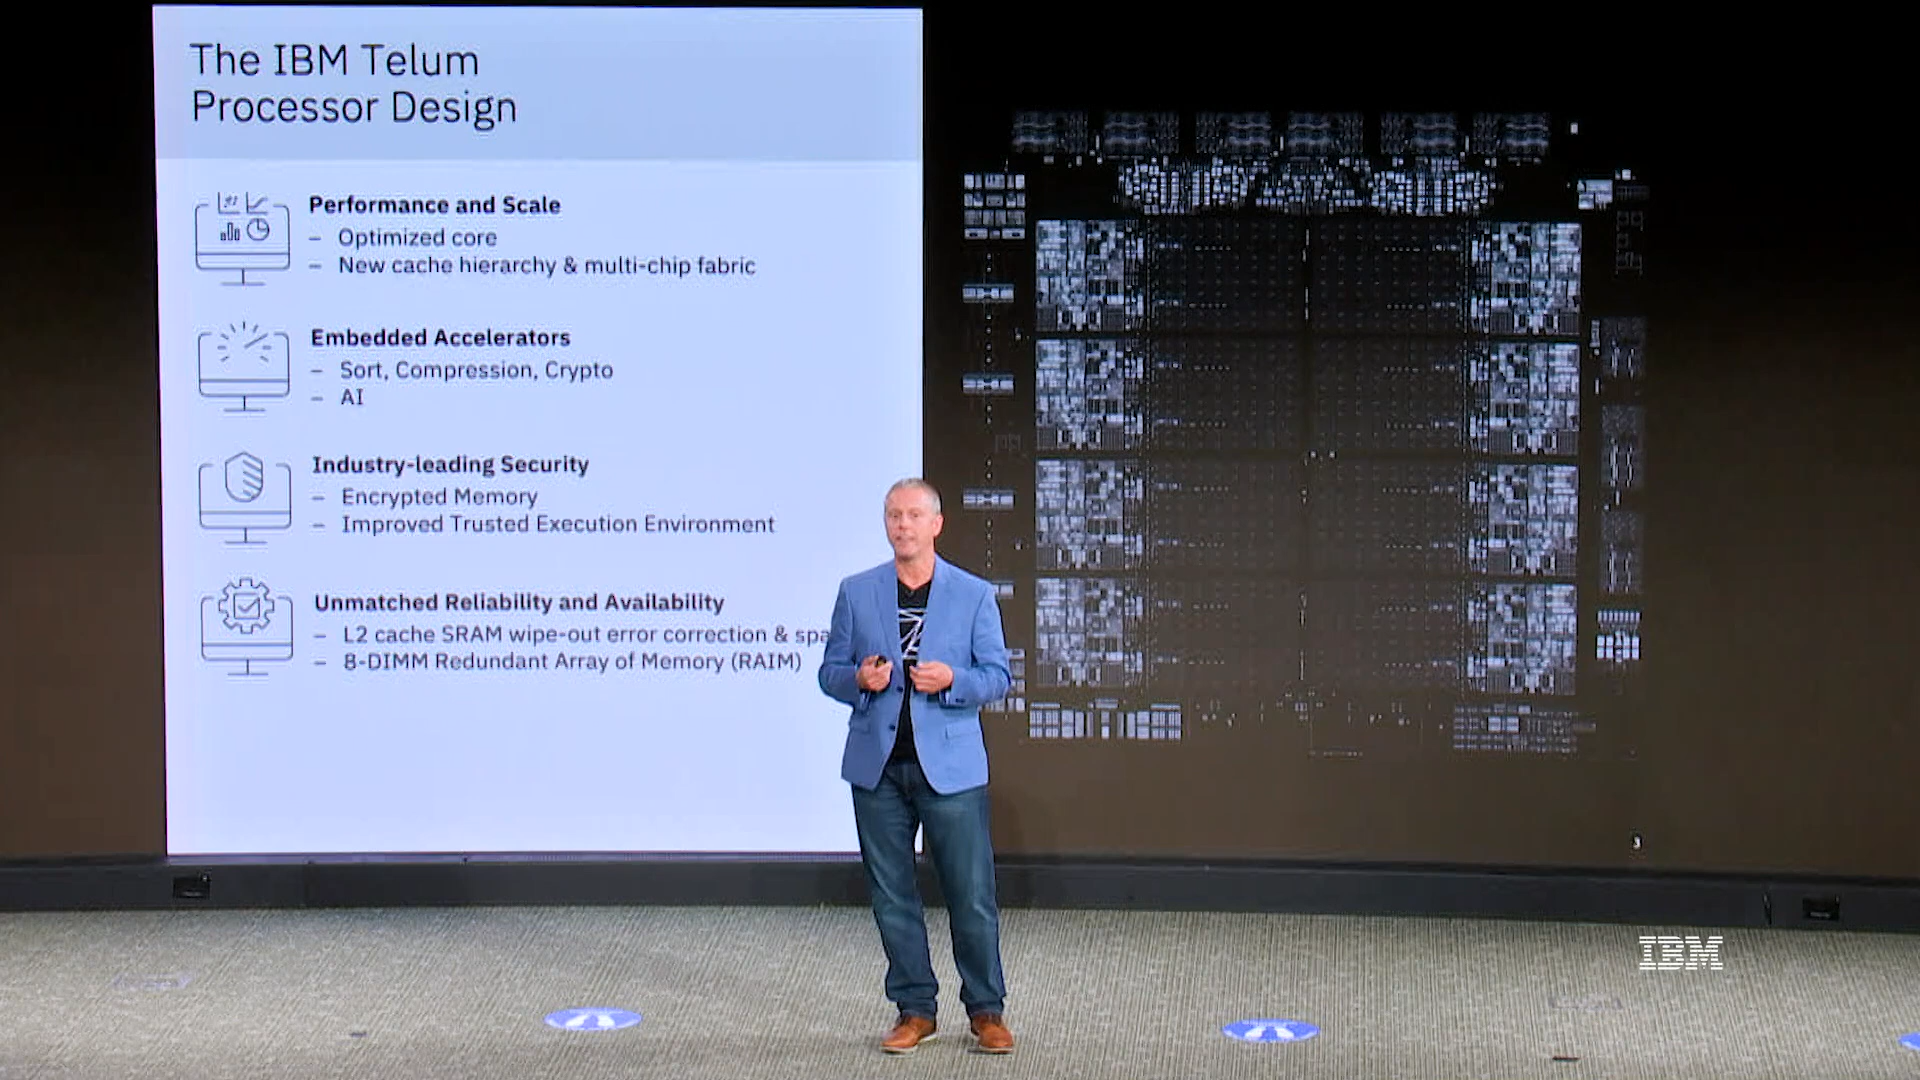 The IBM Telum
Processor Design
Performance and Scale
– Optimized core
– New cache hierarchy & multi-chip fabric
Embedded Accelerators
– Sort, Compression, Crypto
– AI
Industry-leading Security
– Encrypted Memory
– Improved Trusted Execution Environment
Unmatched Reliability and Availability
– L2 cache SRAM wipe-out error correction & spa
– 8-DIMM Redundant Array of Memory (RAIM)
3
IBM